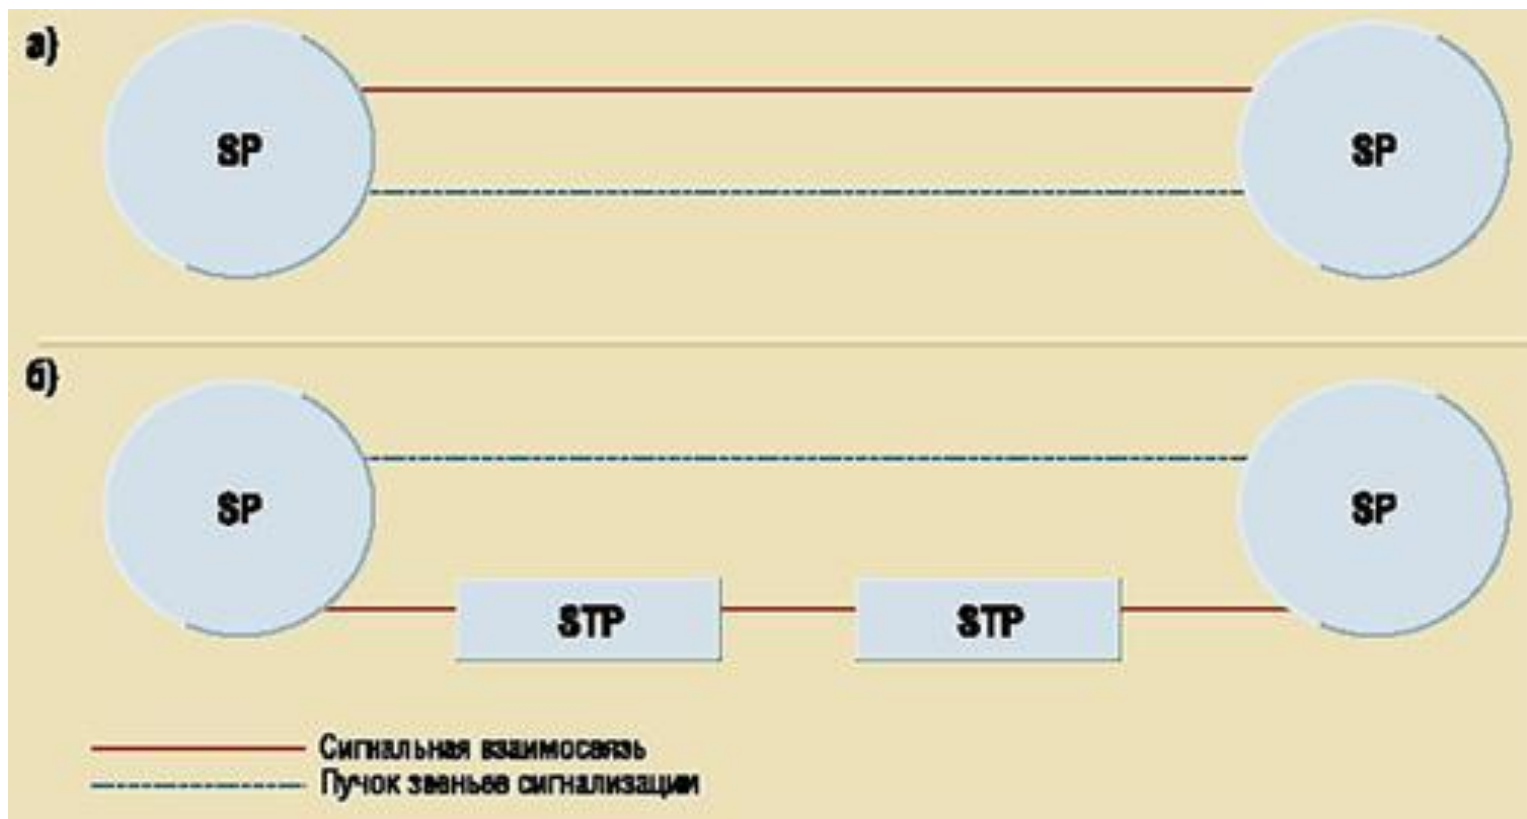 а)
SP
SP
б)
SP
SP
STP
STP
Сигнальная взаимосвязь
Пучок звеньев сигнализации